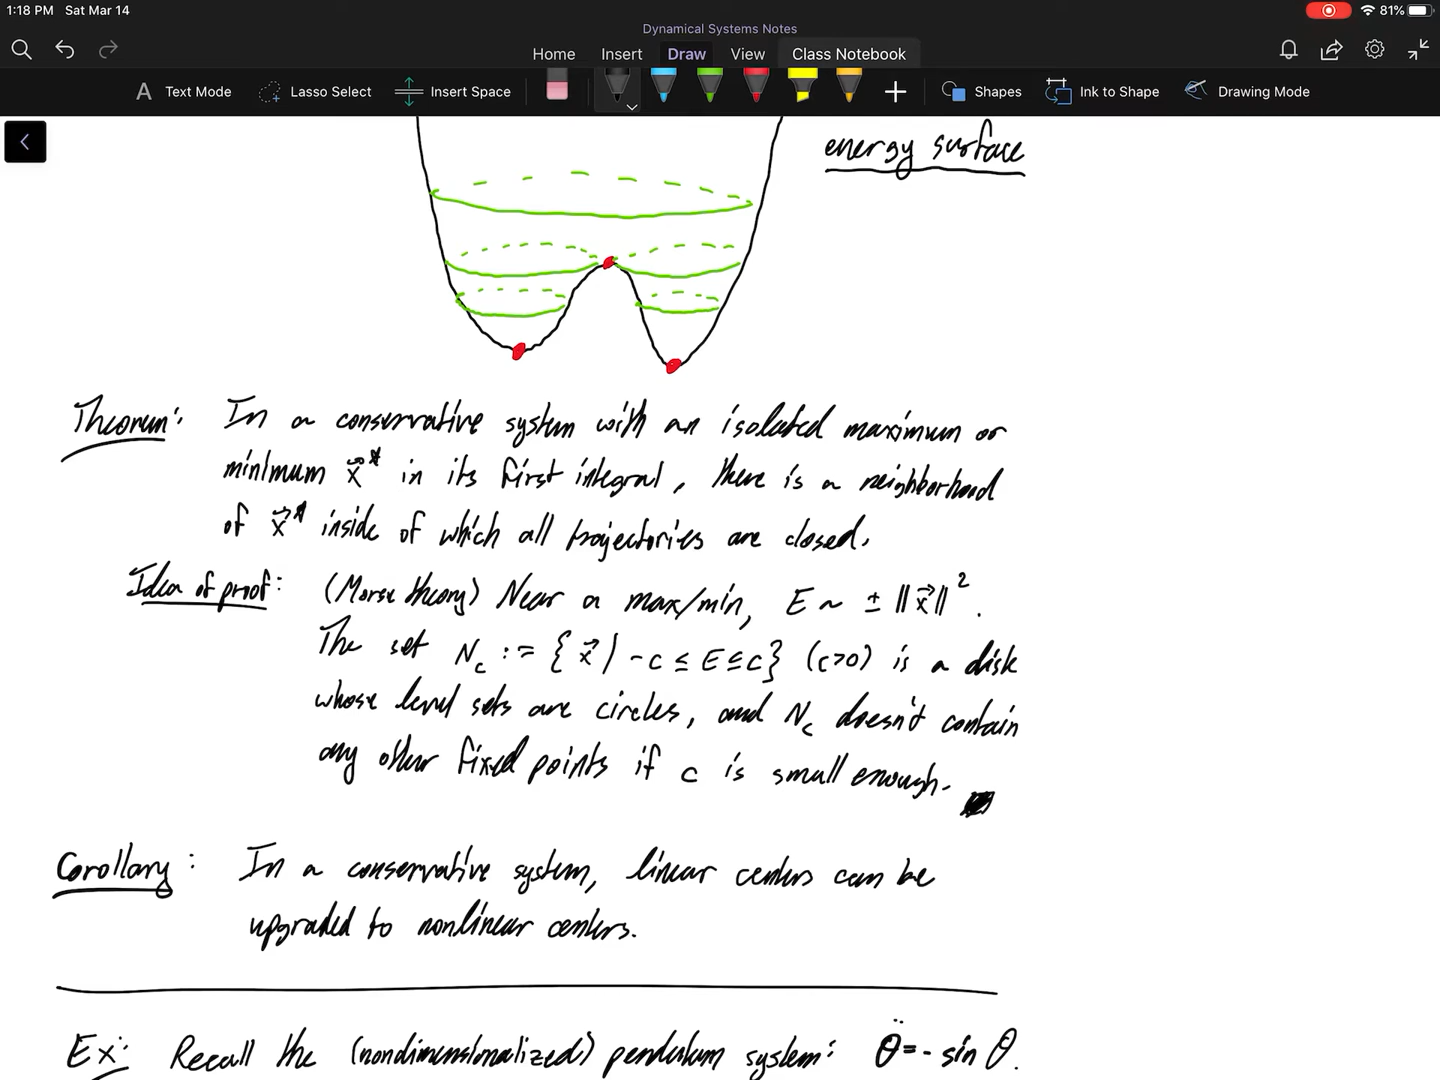 1:18 PM Sat Mar 14
81%
Dynamical Systems Notes
Home Insert Draw View Class Notebook
A Text Mode Lasso Select Insert Space Shapes Ink to Shape Drawing Mode
energy surface
Theorem: In a conservative system with an isolated maximum or
minimum x⃗* in its first integral, there is a neighborhood
of x⃗* inside of which all trajectories are closed.
Idea of proof: (Morse theory) Near a max/min, E ~ ± ||x⃗||².
The set N_c := {x⃗ | -c ≤ E ≤ c} (c>0) is a disk
whose level sets are circles, and N_c doesn't contain
any other fixed points if c is small enough.
Corollary: In a conservative system, linear centers can be
upgraded to nonlinear centers.
Ex: Recall the (nondimensionalized) pendulum system: θ̈ = - sin θ.